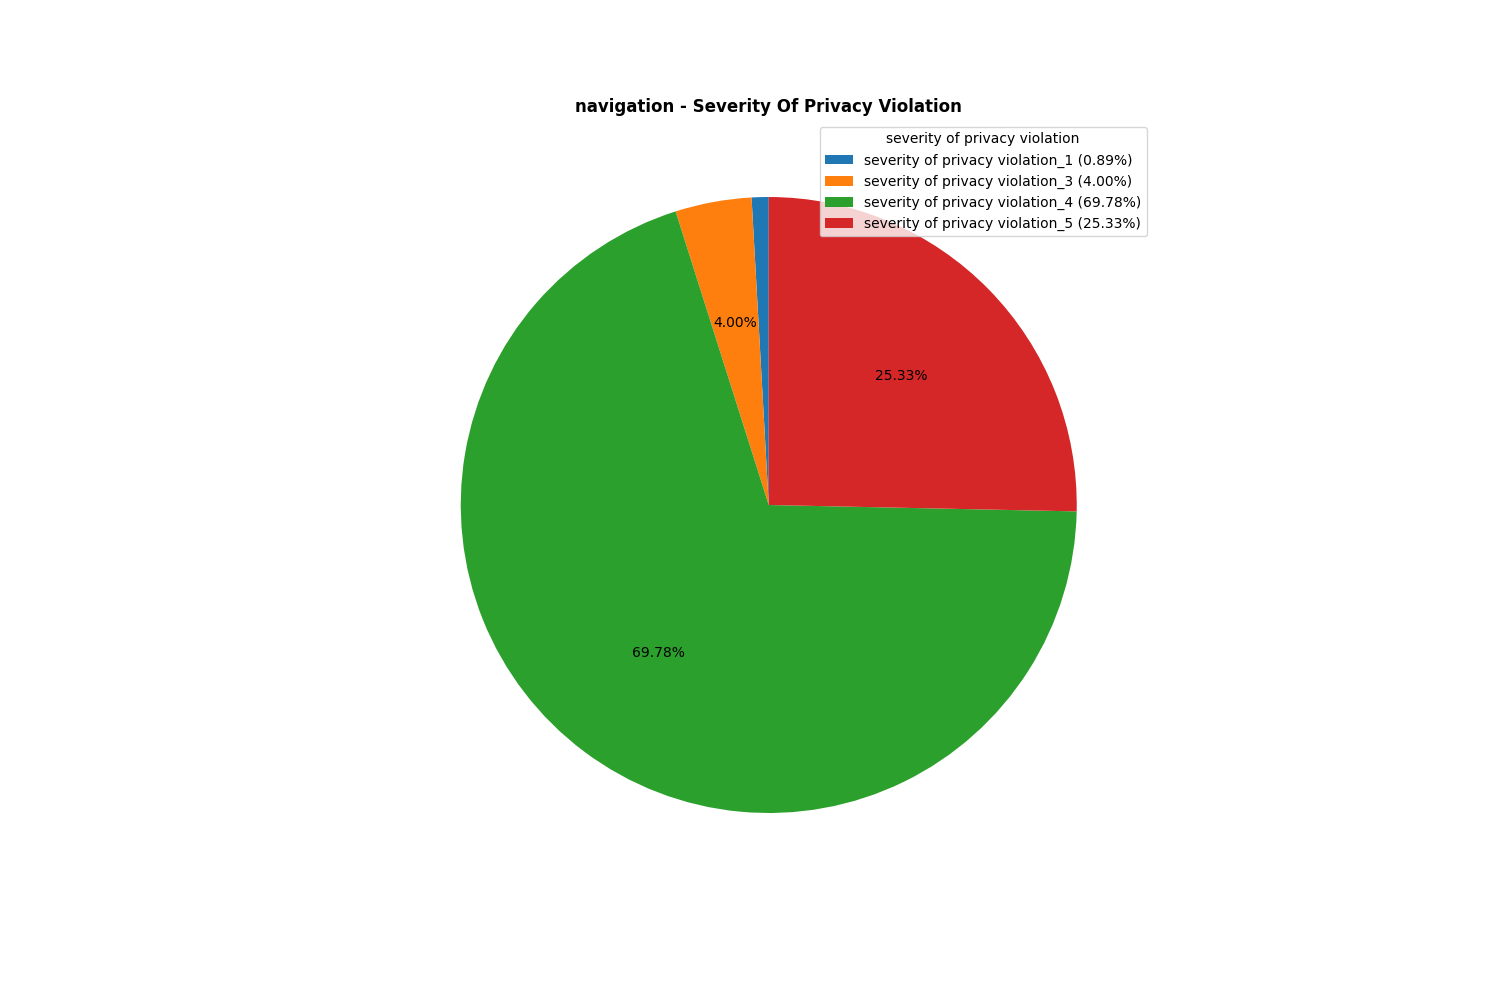 navigation - Severity Of Privacy Violation
severity of privacy violation
severity of privacy violation_1 (0.89%)
severity of privacy violation_3 (4.00%)
severity of privacy violation_4 (69.78%)
severity of privacy violation_5 (25.33%)
4.00%
25.33%
69.78%